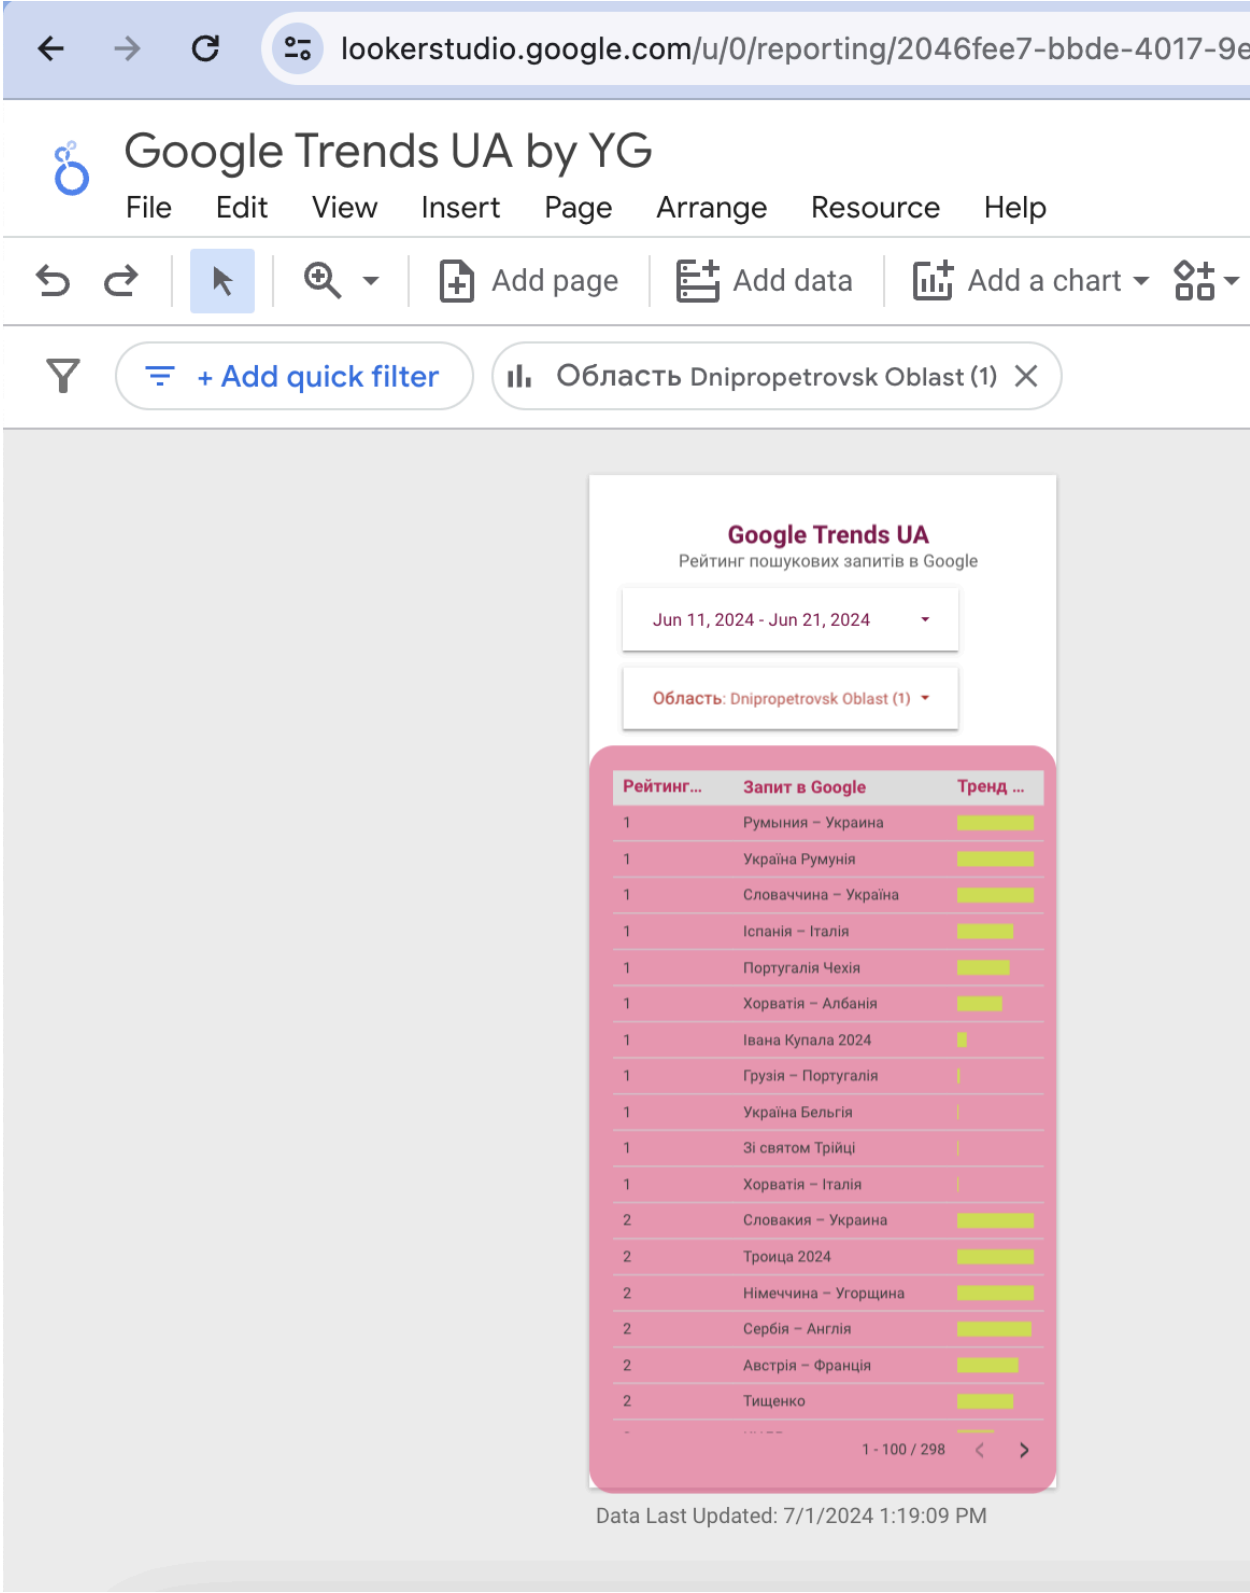 lookerstudio.google.com/u/0/reporting/2046fee7-bbde-4017-9e
Google Trends UA by YG
File Edit View Insert Page Arrange Resource Help
Add page Add data Add a chart
+ Add quick filter Область Dnipropetrovsk Oblast (1)
Google Trends UA
Рейтинг пошукових запитів в Google
Jun 11, 2024 - Jun 21, 2024
Область: Dnipropetrovsk Oblast (1)
Рейтинг... Запит в Google Тренд ...
1 Румыния – Украина
1 Україна Румунія
1 Словаччина – Україна
1 Іспанія – Італія
1 Португалія Чехія
1 Хорватія – Албанія
1 Івана Купала 2024
1 Грузія – Португалія
1 Україна Бельгія
1 Зі святом Трійці
1 Хорватія – Італія
2 Словакия – Украина
2 Троица 2024
2 Німеччина – Угорщина
2 Сербія – Англія
2 Австрія – Франція
2 Тищенко
1 - 100 / 298
Data Last Updated: 7/1/2024 1:19:09 PM